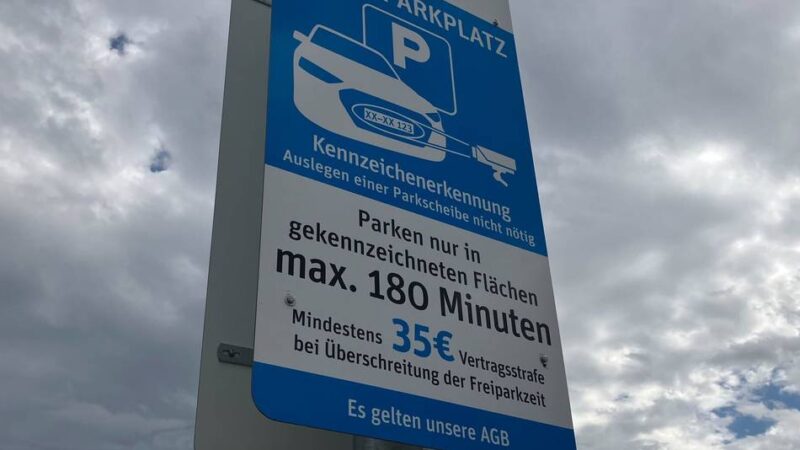 PARKPLATZ
P
XX-XX 123
Kennzeichenerkennung
Auslegen einer Parkscheibe nicht nötig
Parken nur in
gekennzeichneten Flächen
max. 180 Minuten
Mindestens 35€ Vertragsstrafe
bei Überschreitung der Freiparkzeit
Es gelten unsere AGB